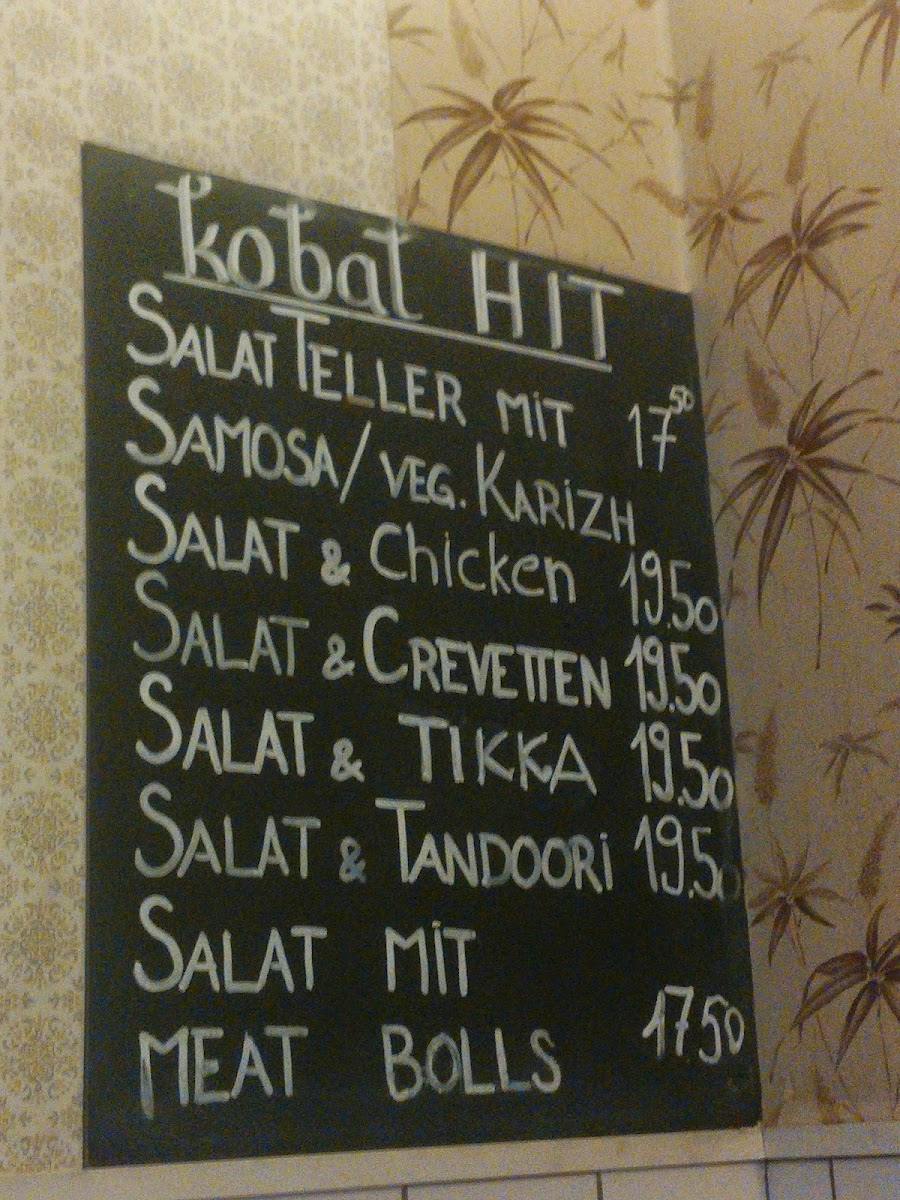 kobat HIT
SALAT TELLER MiT 17 50
SAMOSA/ VEG. KARIZH
SALAT & Chicken 19.50
SALAT & CREVETTEN 19.50
SALAT & TIKKA 19.50
SALAT & TANDOORi 19.50
SALAT MiT
MEAT BOLLS 17.50